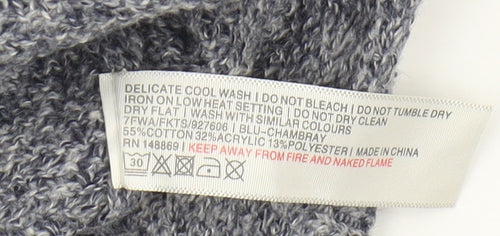 DELICATE COOL WASH | DO NOT BLEACH | DO NOT TUMBLE DRY
IRON ON LOW HEAT SETTING | DO NOT DRY CLEAN
DRY FLAT | WASH WITH SIMILAR COLOURS
7FWA/FKTS/927606 | BLU-CHAMBRAY
55%COTTON 32%ACRYLIC 13%POLYESTER | MADE IN CHINA
RN 148869 | KEEP AWAY FROM FIRE AND NAKED FLAME
30